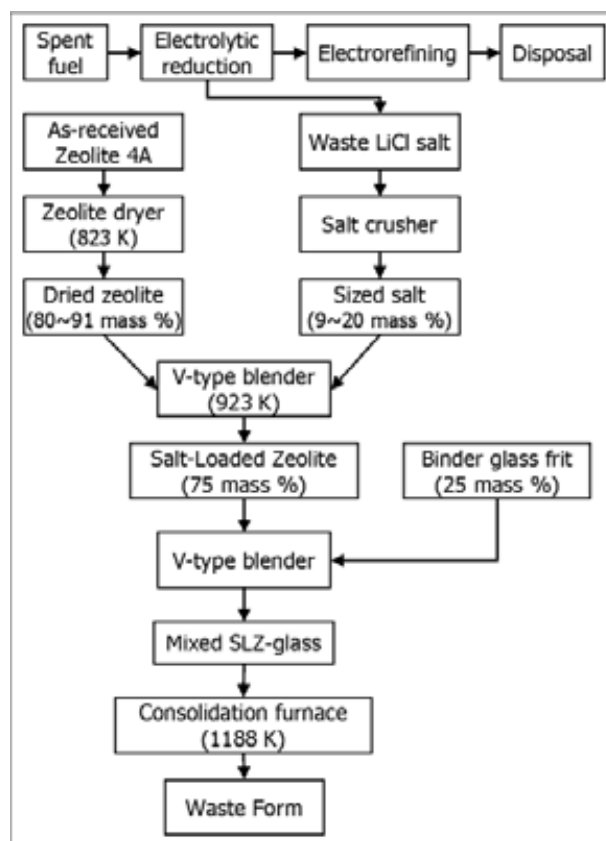 Spent
fuel
Electrolytic
reduction
Electrorefining
Disposal
As-received
Zeolite 4A
Waste LiCl salt
Zeolite dryer
(823 K)
Salt crusher
Dried zeolite
(80~91 mass %)
Sized salt
(9~20 mass %)
V-type blender
(923 K)
Salt-Loaded Zeolite
(75 mass %)
Binder glass frit
(25 mass %)
V-type blender
Mixed SLZ-glass
Consolidation furnace
(1188 K)
Waste Form